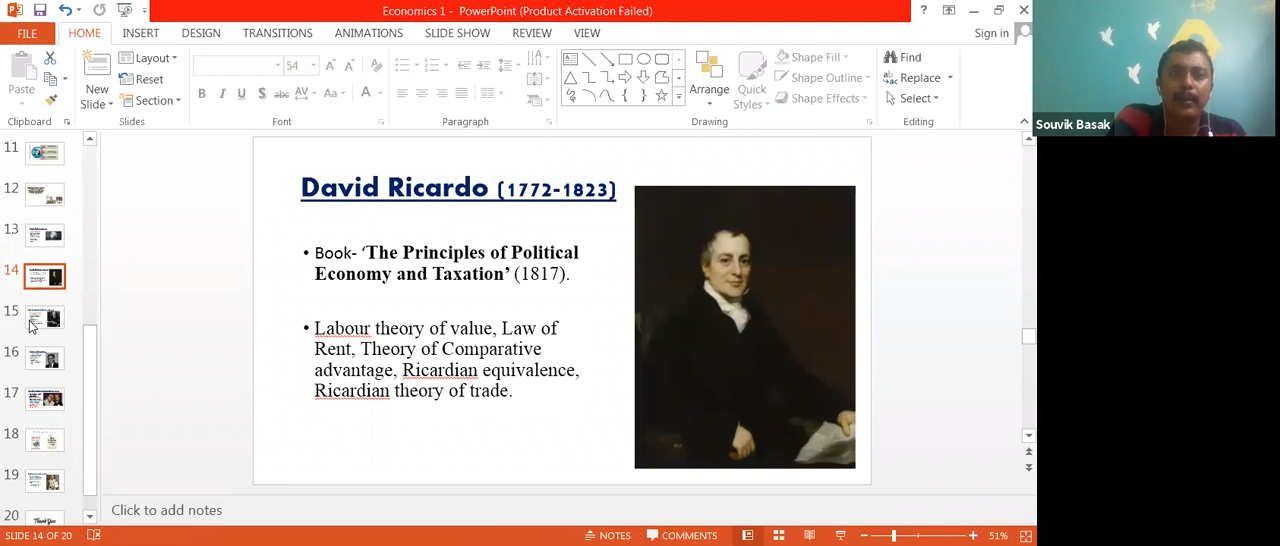 Economics 1 - PowerPoint (Product Activation Failed)
FILE HOME INSERT DESIGN TRANSITIONS ANIMATIONS SLIDE SHOW REVIEW VIEW Sign in
Paste
New
Slide
Layout
Reset
Section
54
B I U S abc AV Aa A
Arrange
Quick
Styles
Shape Fill
Shape Outline
Shape Effects
Find
Replace
Select
Clipboard Slides Font Paragraph Drawing Editing
Souvik Basak
11
12
13
14
15
16
17
18
19
20
Thank You
David Ricardo (1772-1823)
• Book- ‘The Principles of Political
Economy and Taxation’ (1817).
• Labour theory of value, Law of
Rent, Theory of Comparative
advantage, Ricardian equivalence,
Ricardian theory of trade.
Click to add notes
SLIDE 14 OF 20 NOTES COMMENTS 51%